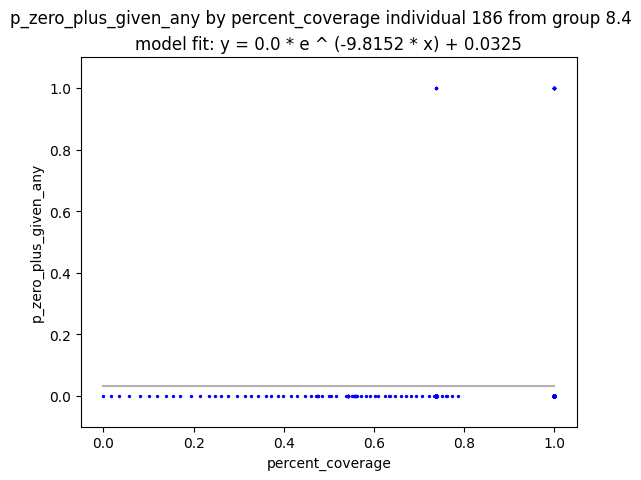 p_zero_plus_given_any by percent_coverage individual 186 from group 8.4
model fit: y = 0.0 * e ^ (-9.8152 * x) + 0.0325
1.0
0.8
0.6
0.4
0.2
0.0
p_zero_plus_given_any
0.0 0.2 0.4 0.6 0.8 1.0
percent_coverage